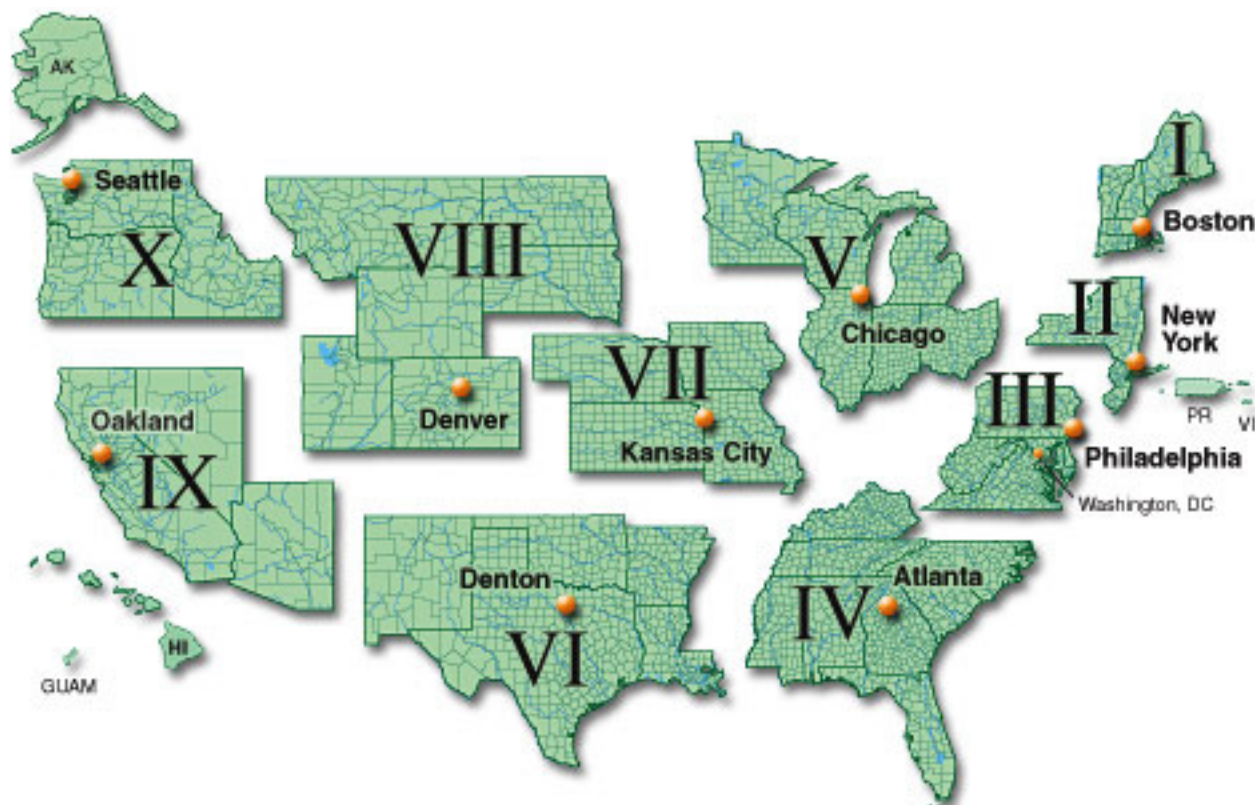 AK
I
Seattle
Boston
X
VIII
V
II
Chicago
New
York
VII
III
Denver
PR
VI
Oakland
Kansas City
Philadelphia
IX
Washington, DC
Denton
Atlanta
IV
VI
HI
GUAM